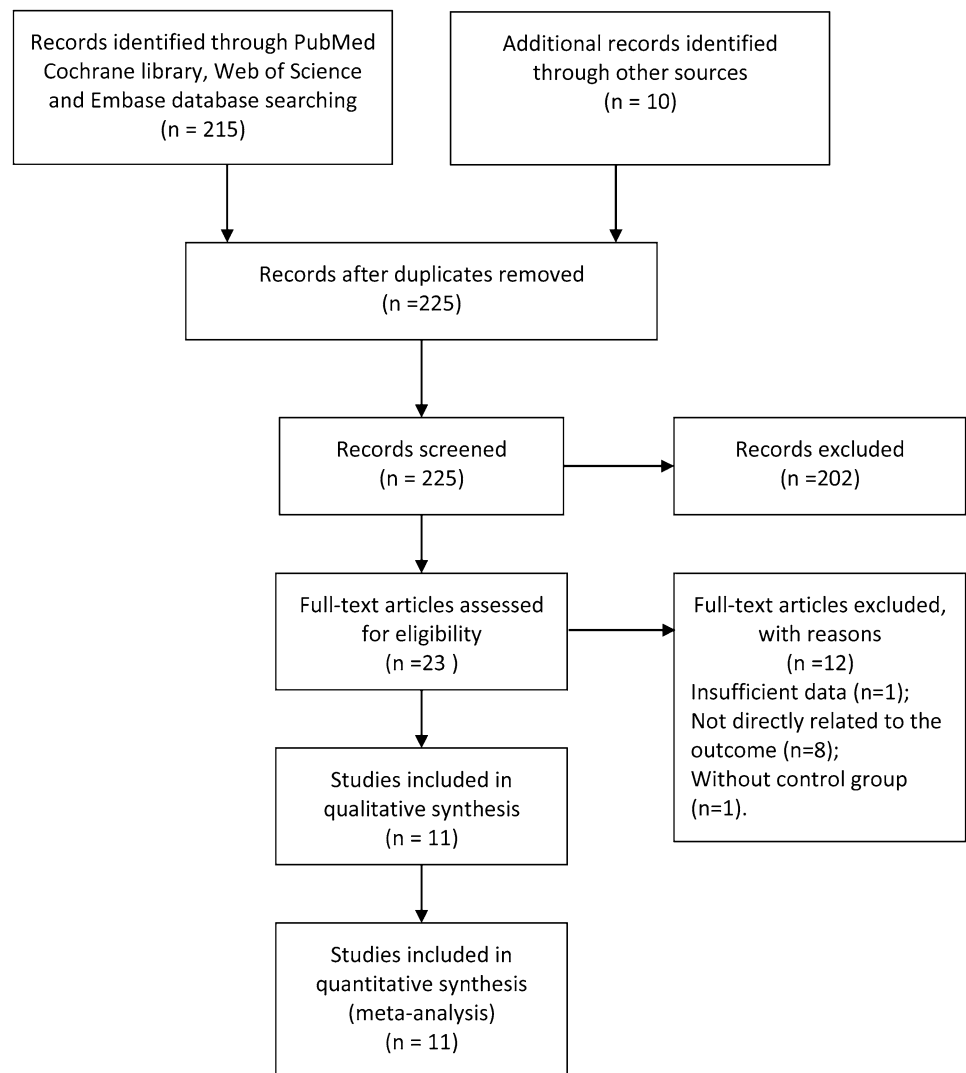 Records identified through PubMed
Cochrane library, Web of Science
and Embase database searching
(n = 215)
Additional records identified
through other sources
(n = 10)
Records after duplicates removed
(n =225)
Records screened
(n = 225)
Records excluded
(n =202)
Full-text articles assessed
for eligibility
(n =23 )
Full-text articles excluded,
with reasons
(n =12)
Insufficient data (n=1);
Not directly related to the
outcome (n=8);
Without control group
(n=1).
Studies included in
qualitative synthesis
(n = 11)
Studies included in
quantitative synthesis
(meta-analysis)
(n = 11)